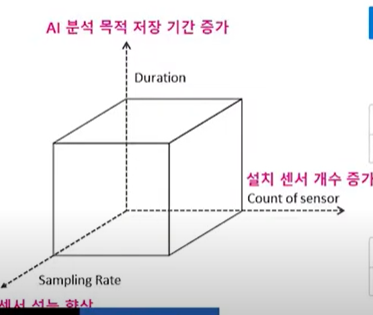 AI 분석 목적 저장 기간 증가
Duration
설치 센서 개수 증가
Count of sensor
Sampling Rate
센서 성능 향상